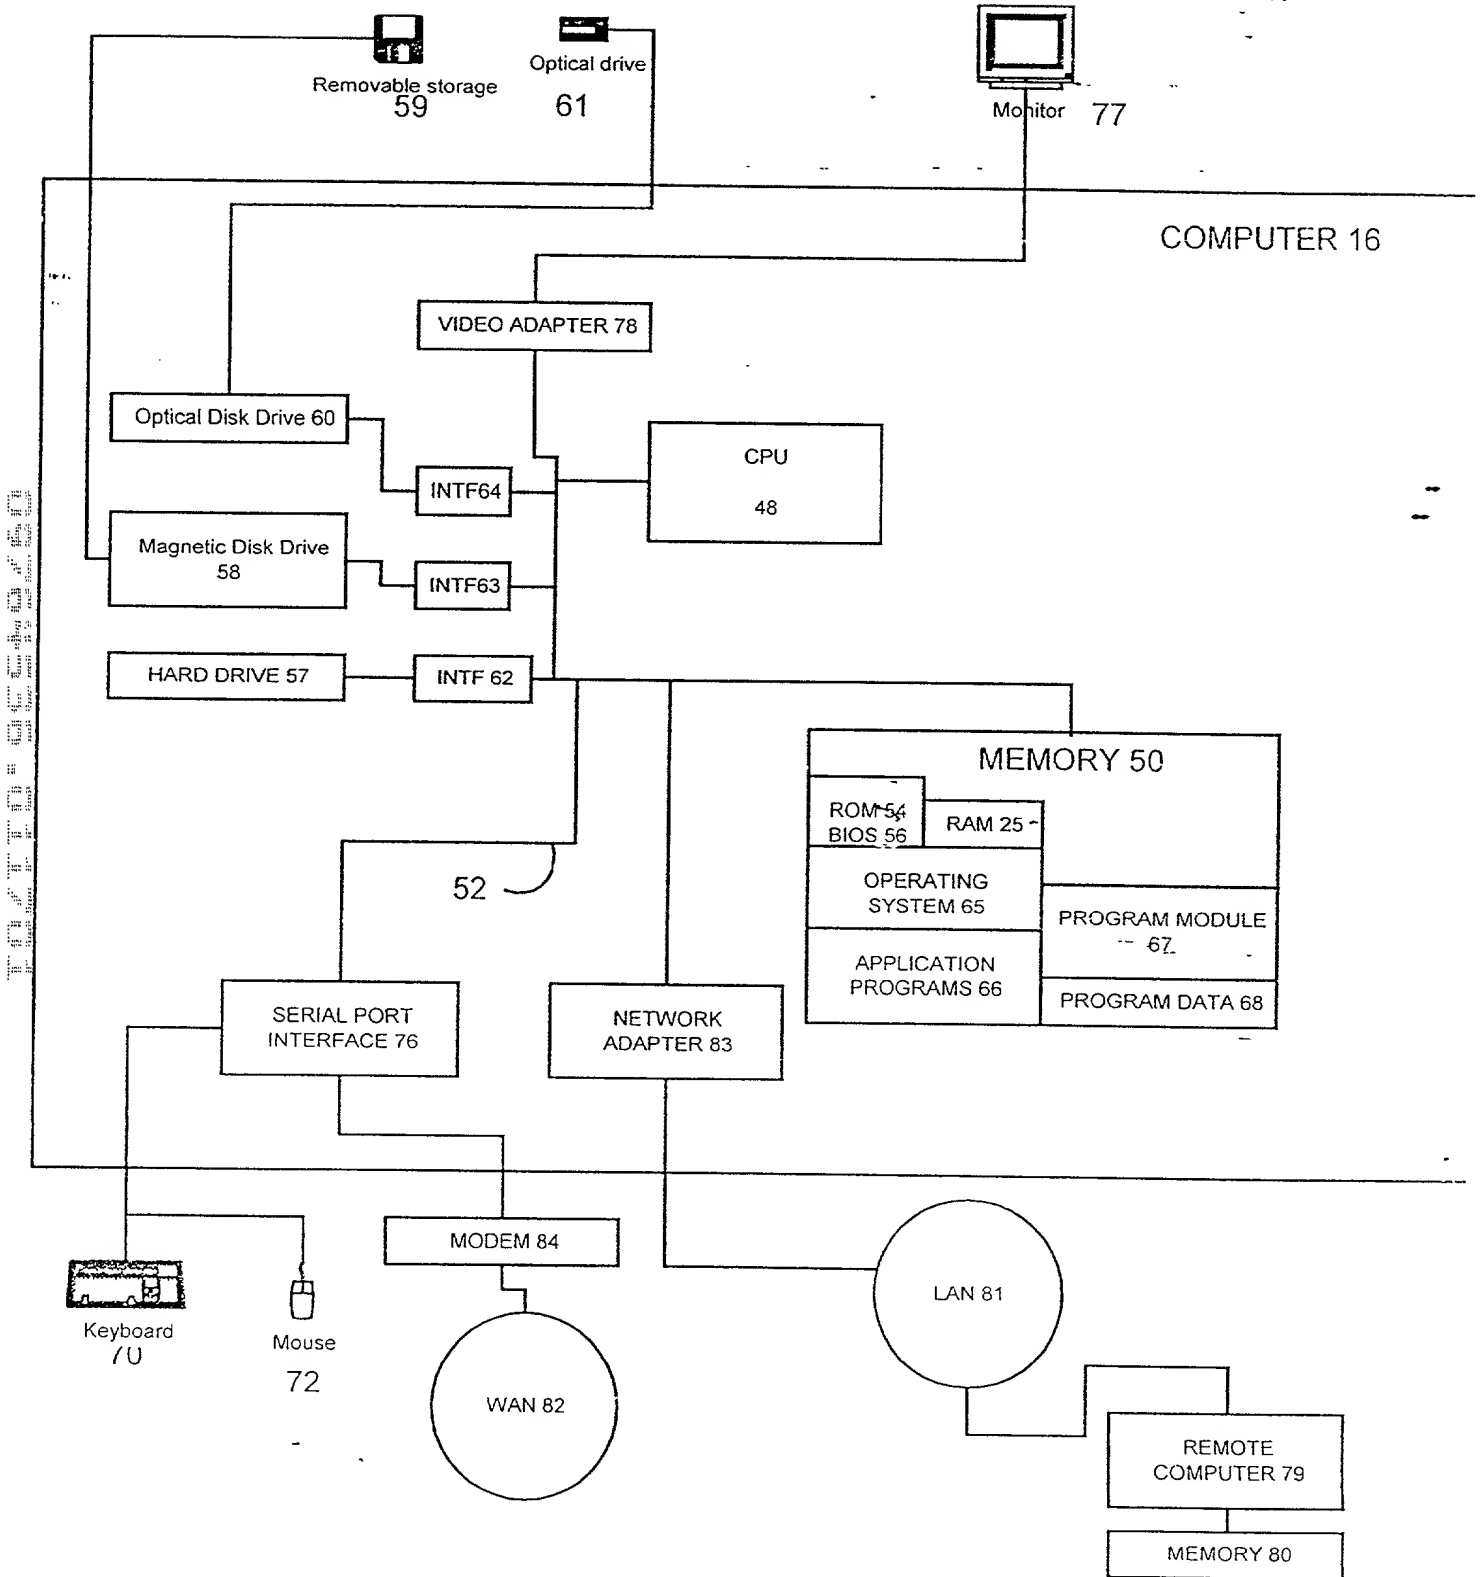 Removable storage
59
Optical drive
61
Monitor 77
COMPUTER 16
VIDEO ADAPTER 78
Optical Disk Drive 60
INTF64
CPU
48
Magnetic Disk Drive
58
INTF63
HARD DRIVE 57
INTF 62
MEMORY 50
ROM 54
BIOS 56
RAM 25
OPERATING
SYSTEM 65
PROGRAM MODULE
67
APPLICATION
PROGRAMS 66
PROGRAM DATA 68
52
SERIAL PORT
INTERFACE 76
NETWORK
ADAPTER 83
MODEM 84
LAN 81
Keyboard
70
Mouse
72
WAN 82
REMOTE
COMPUTER 79
MEMORY 80